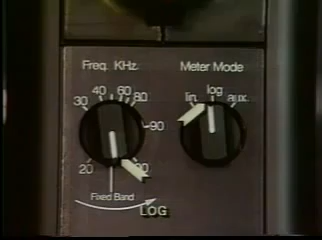 Freq. KHz.
Meter Mode
30 40 60 80
90
20
lin. log aux.
Fixed Band
LOG